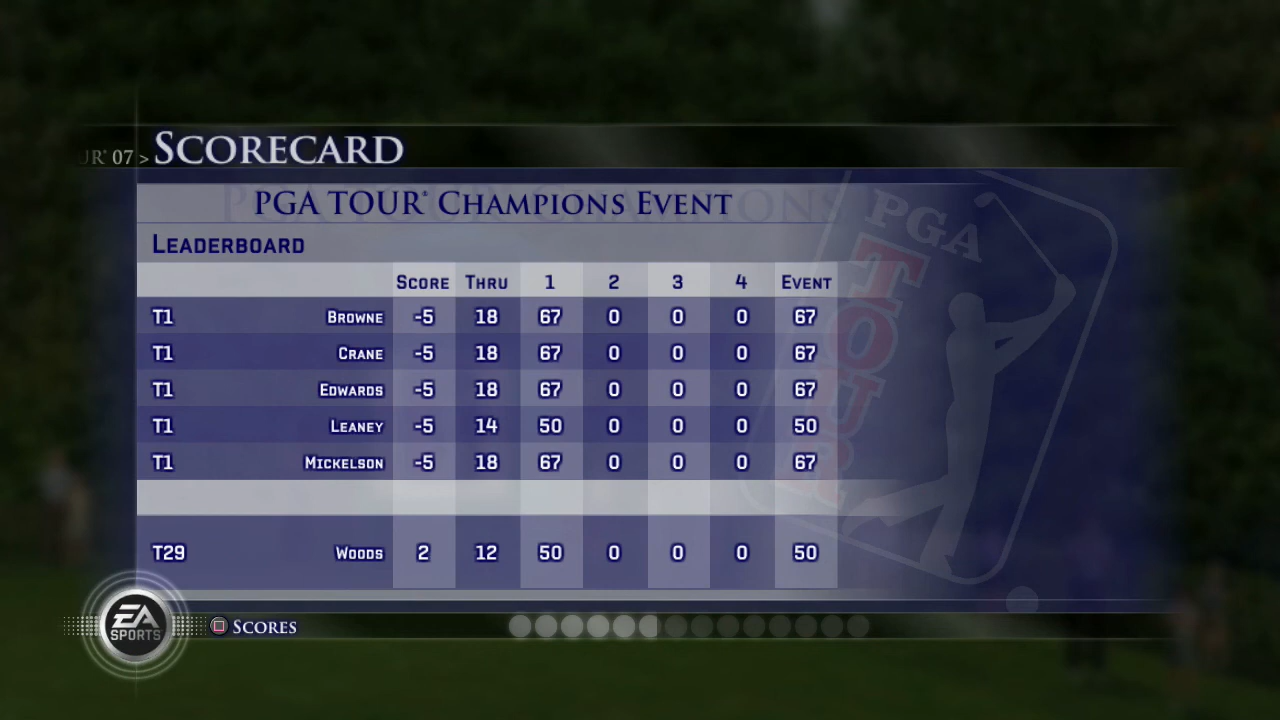 UR® 07 > SCORECARD
PGA TOUR® CHAMPIONS EVENT
LEADERBOARD
SCORE THRU 1 2 3 4 EVENT
T1 BROWNE -5 18 67 0 0 0 67
T1 CRANE -5 18 67 0 0 0 67
T1 EDWARDS -5 18 67 0 0 0 67
T1 LEANEY -5 14 50 0 0 0 50
T1 MICKELSON -5 18 67 0 0 0 67
T29 WOODS 2 12 50 0 0 0 50
PGA
TOUR
EA
SPORTS
SCORES